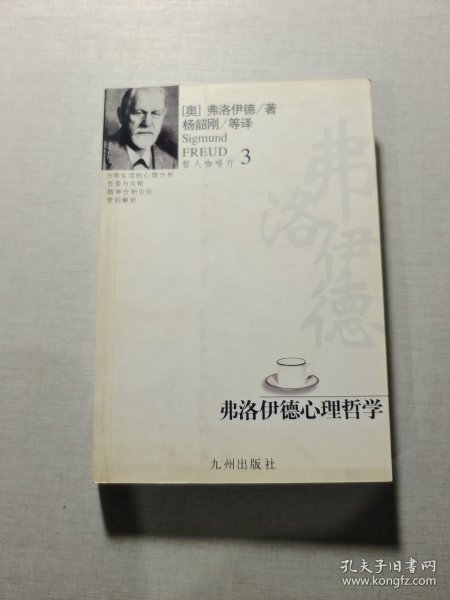 [奥] 弗洛伊德/著
杨韶刚/等译
Sigmund
FREUD
哲人咖啡厅 3
日常生活的心理分析
性爱与文明
精神分析引论
梦的解析
弗洛伊德
弗洛伊德心理哲学
九州出版社
孔夫子旧书网
www.kongfz.com